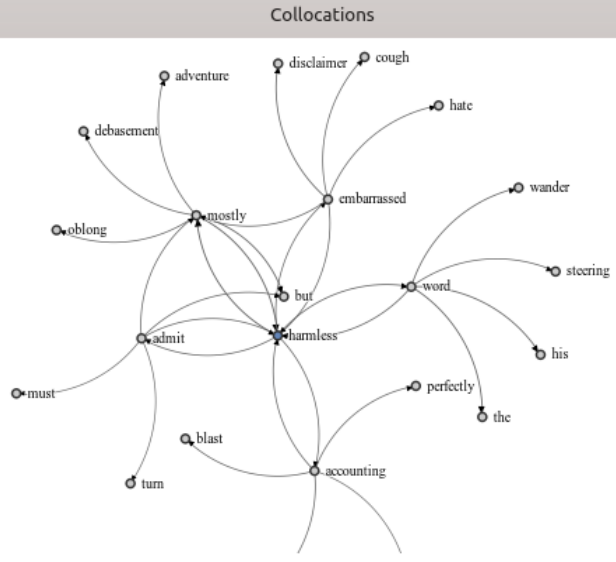 Collocations
cough
disclaimer
adventure
hate
debasement
wander
embarrassed
mostly
oblong
steering
word
but
harmless
admit
his
perfectly
must
the
blast
accounting
turn